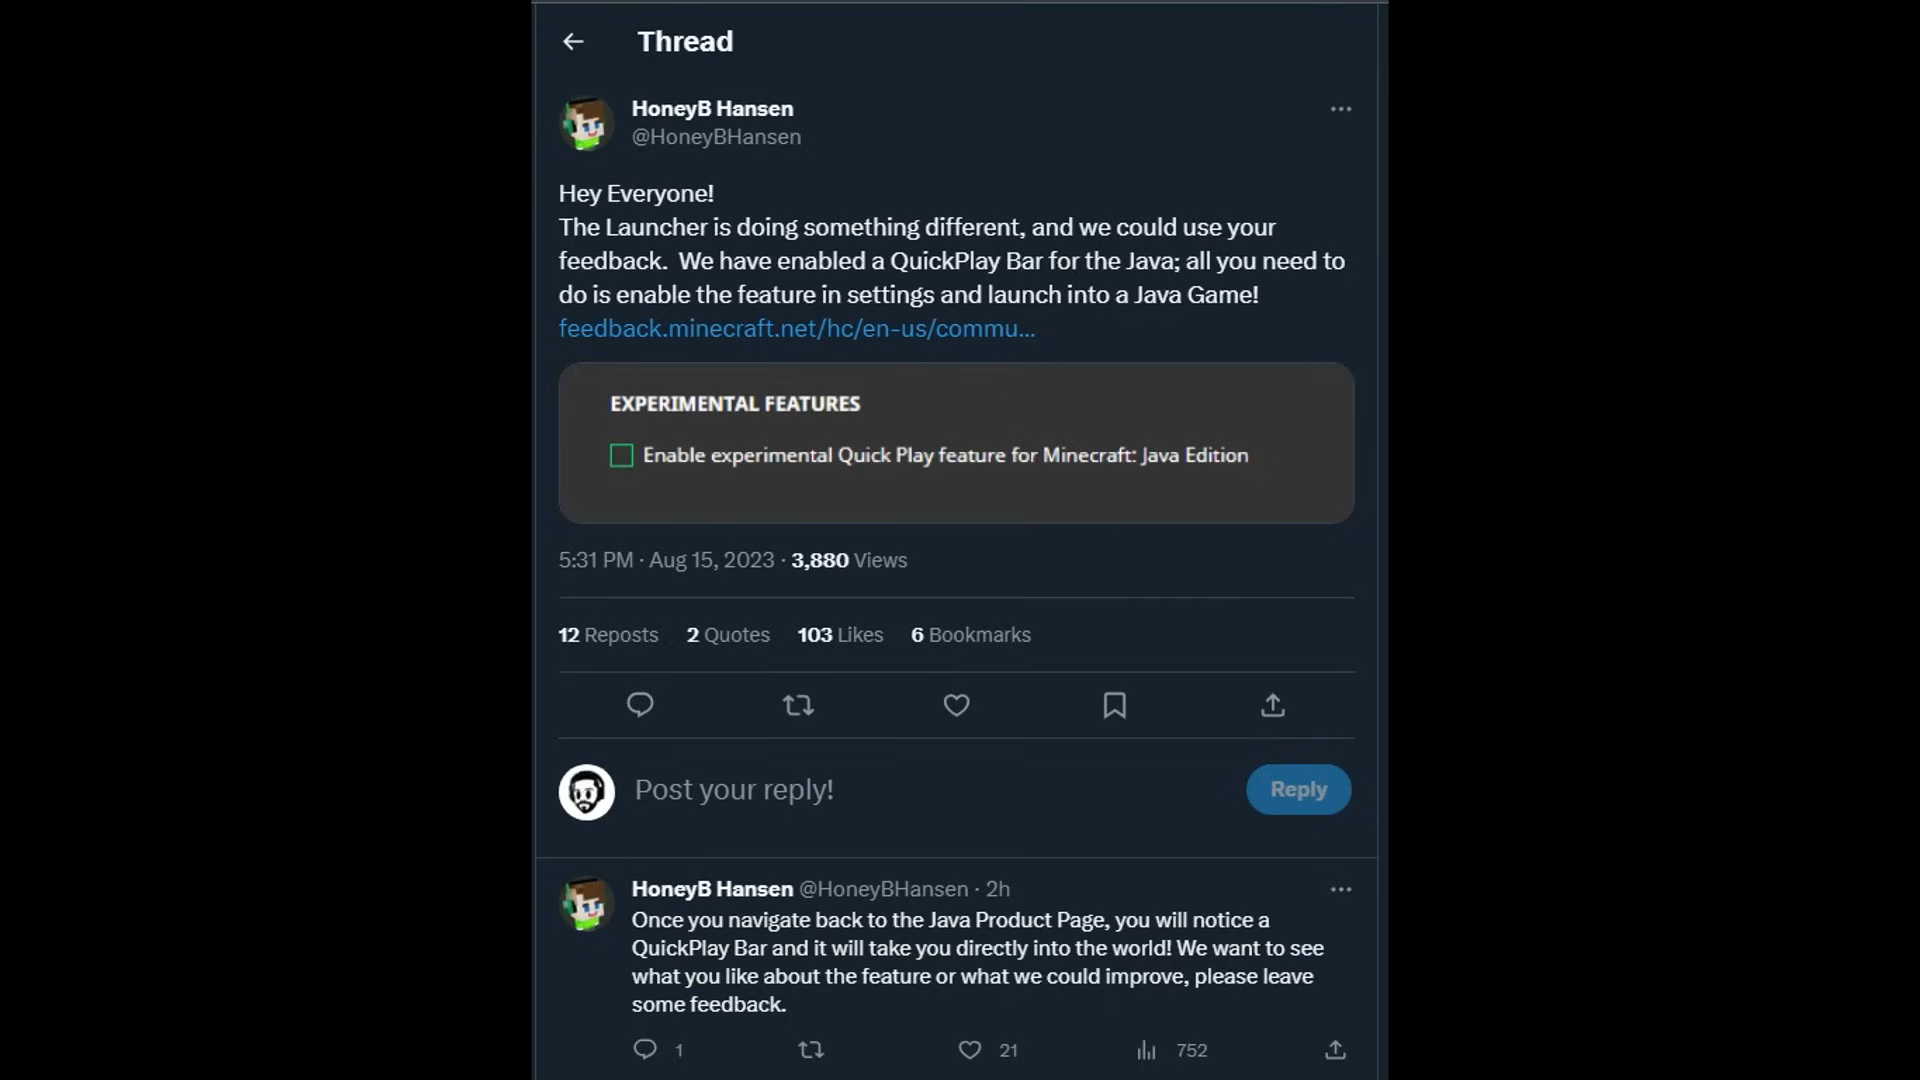 Thread
HoneyB Hansen
@HoneyBHansen
Hey Everyone!
The Launcher is doing something different, and we could use your
feedback.  We have enabled a QuickPlay Bar for the Java; all you need to
do is enable the feature in settings and launch into a Java Game!
feedback.minecraft.net/hc/en-us/commu...
EXPERIMENTAL FEATURES
Enable experimental Quick Play feature for Minecraft: Java Edition
5:31 PM · Aug 15, 2023 · 3,880 Views
12 Reposts 2 Quotes 103 Likes 6 Bookmarks
Post your reply!
Reply
HoneyB Hansen @HoneyBHansen · 2h
Once you navigate back to the Java Product Page, you will notice a
QuickPlay Bar and it will take you directly into the world! We want to see
what you like about the feature or what we could improve, please leave
some feedback.
1 21 752